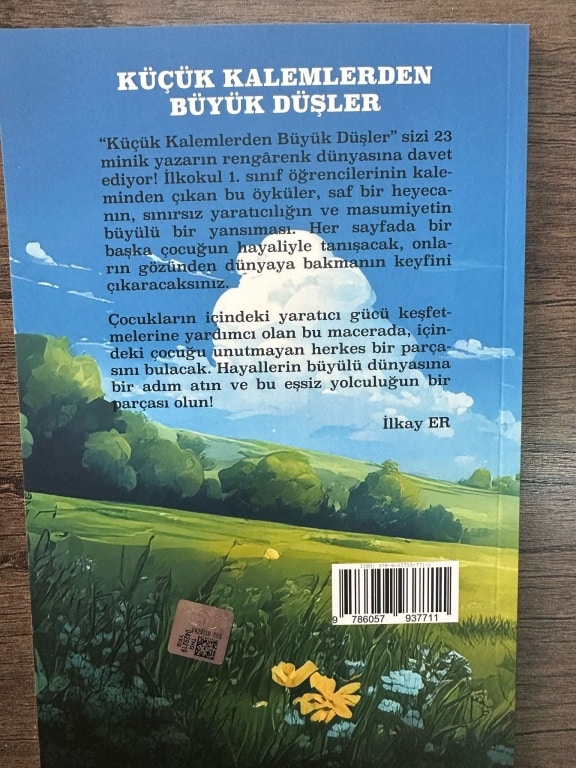 KÜÇÜK KALEMLERDEN
BÜYÜK DÜŞLER
“Küçük Kalemlerden Büyük Düşler” sizi 23
minik yazarın rengârenk dünyasına davet
ediyor! İlkokul 1. sınıf öğrencilerinin kale-
minden çıkan bu öyküler, saf bir heyeca-
nın, sınırsız yaratıcılığın ve masumiyetin
büyülü bir yansıması. Her sayfada bir
başka çocuğun hayaliyle tanışacak, onla-
rın gözünden dünyaya bakmanın keyfini
çıkaracaksınız.
Çocukların içindeki yaratıcı gücü keşfet-
melerine yardımcı olan bu macerada, için-
deki çocuğu unutmayan herkes bir parça-
sını bulacak. Hayallerin büyülü dünyasına
bir adım atın ve bu eşsiz yolculuğun bir
parçası olun!
İlkay ER
9 786057 937711